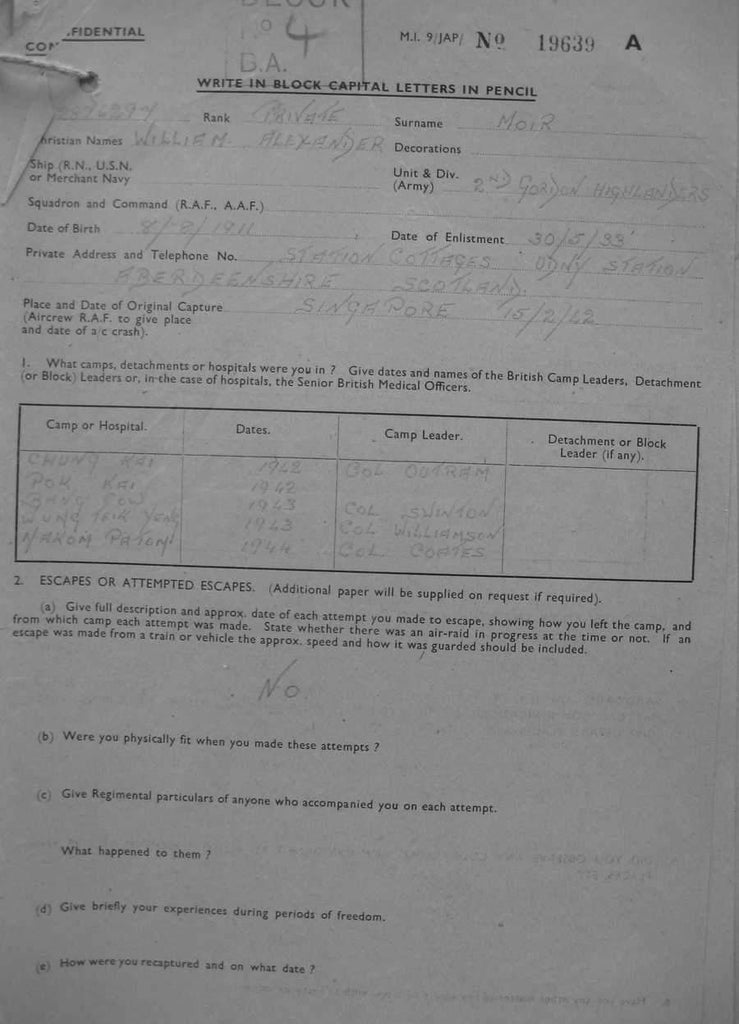 CONFIDENTIAL
No 4
B.A.
M.I. 9/JAP/ No 19639 A
WRITE IN BLOCK CAPITAL LETTERS IN PENCIL
Rank PRIVATE Surname MOIR
Christian Names WILLIAM ALEXANDER Decorations
Ship (R.N., U.S.N. or Merchant Navy
Unit & Div. (Army) 2ND GORDON HIGHLANDERS
Squadron and Command (R.A.F., A.A.F.)
Date of Birth 8/8/1911 Date of Enlistment 30/5/33
Private Address and Telephone No. STATION COTTAGES UDNY STATION
ABERDEENSHIRE SCOTLAND.
Place and Date of Original Capture SINGAPORE 15/2/42
(Aircrew R.A.F. to give place
and date of a/c crash).
1. What camps, detachments or hospitals were you in ? Give dates and names of the British Camp Leaders, Detachment
(or Block) Leaders or, in the case of hospitals, the Senior British Medical Officers.
Camp or Hospital. Dates. Camp Leader. Detachment or Block
Leader (if any).
CHUNG KAI 1942 COL OUTRAM
POK KAI 1942
BANG POW 1943 COL SWINTON
1943 COL WILLIAMSON
NAKOM PATOM 1944 COL COATES
2. ESCAPES OR ATTEMPTED ESCAPES. (Additional paper will be supplied on request if required).
(a) Give full description and approx. date of each attempt you made to escape, showing how you left the camp, and
from which camp each attempt was made. State whether there was an air-raid in progress at the time or not. If an
escape was made from a train or vehicle the approx. speed and how it was guarded should be included.
No
(b) Were you physically fit when you made these attempts ?
(c) Give Regimental particulars of anyone who accompanied you on each attempt.
What happened to them ?
(d) Give briefly your experiences during periods of freedom.
(e) How were you recaptured and on what date ?